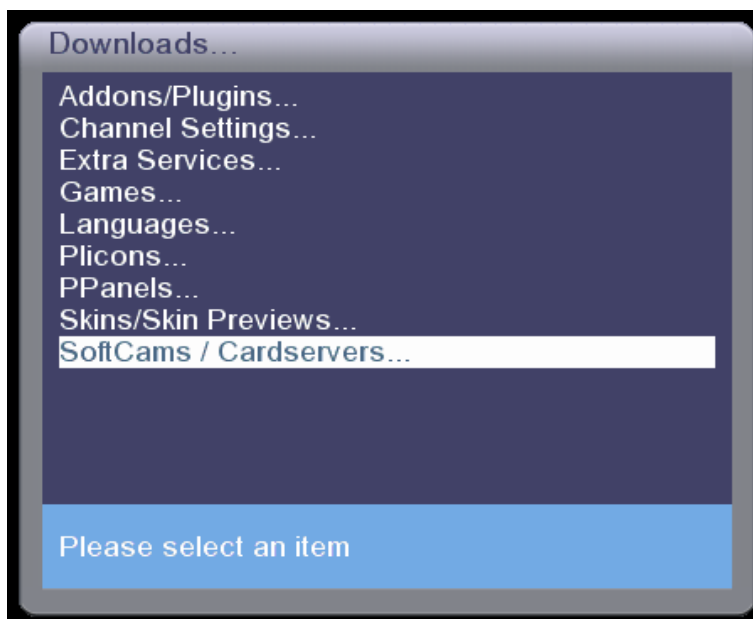 Downloads...
Addons/Plugins...
Channel Settings...
Extra Services...
Games...
Languages...
Plicons...
PPanels...
Skins/Skin Previews...
SoftCams / Cardservers...
Please select an item